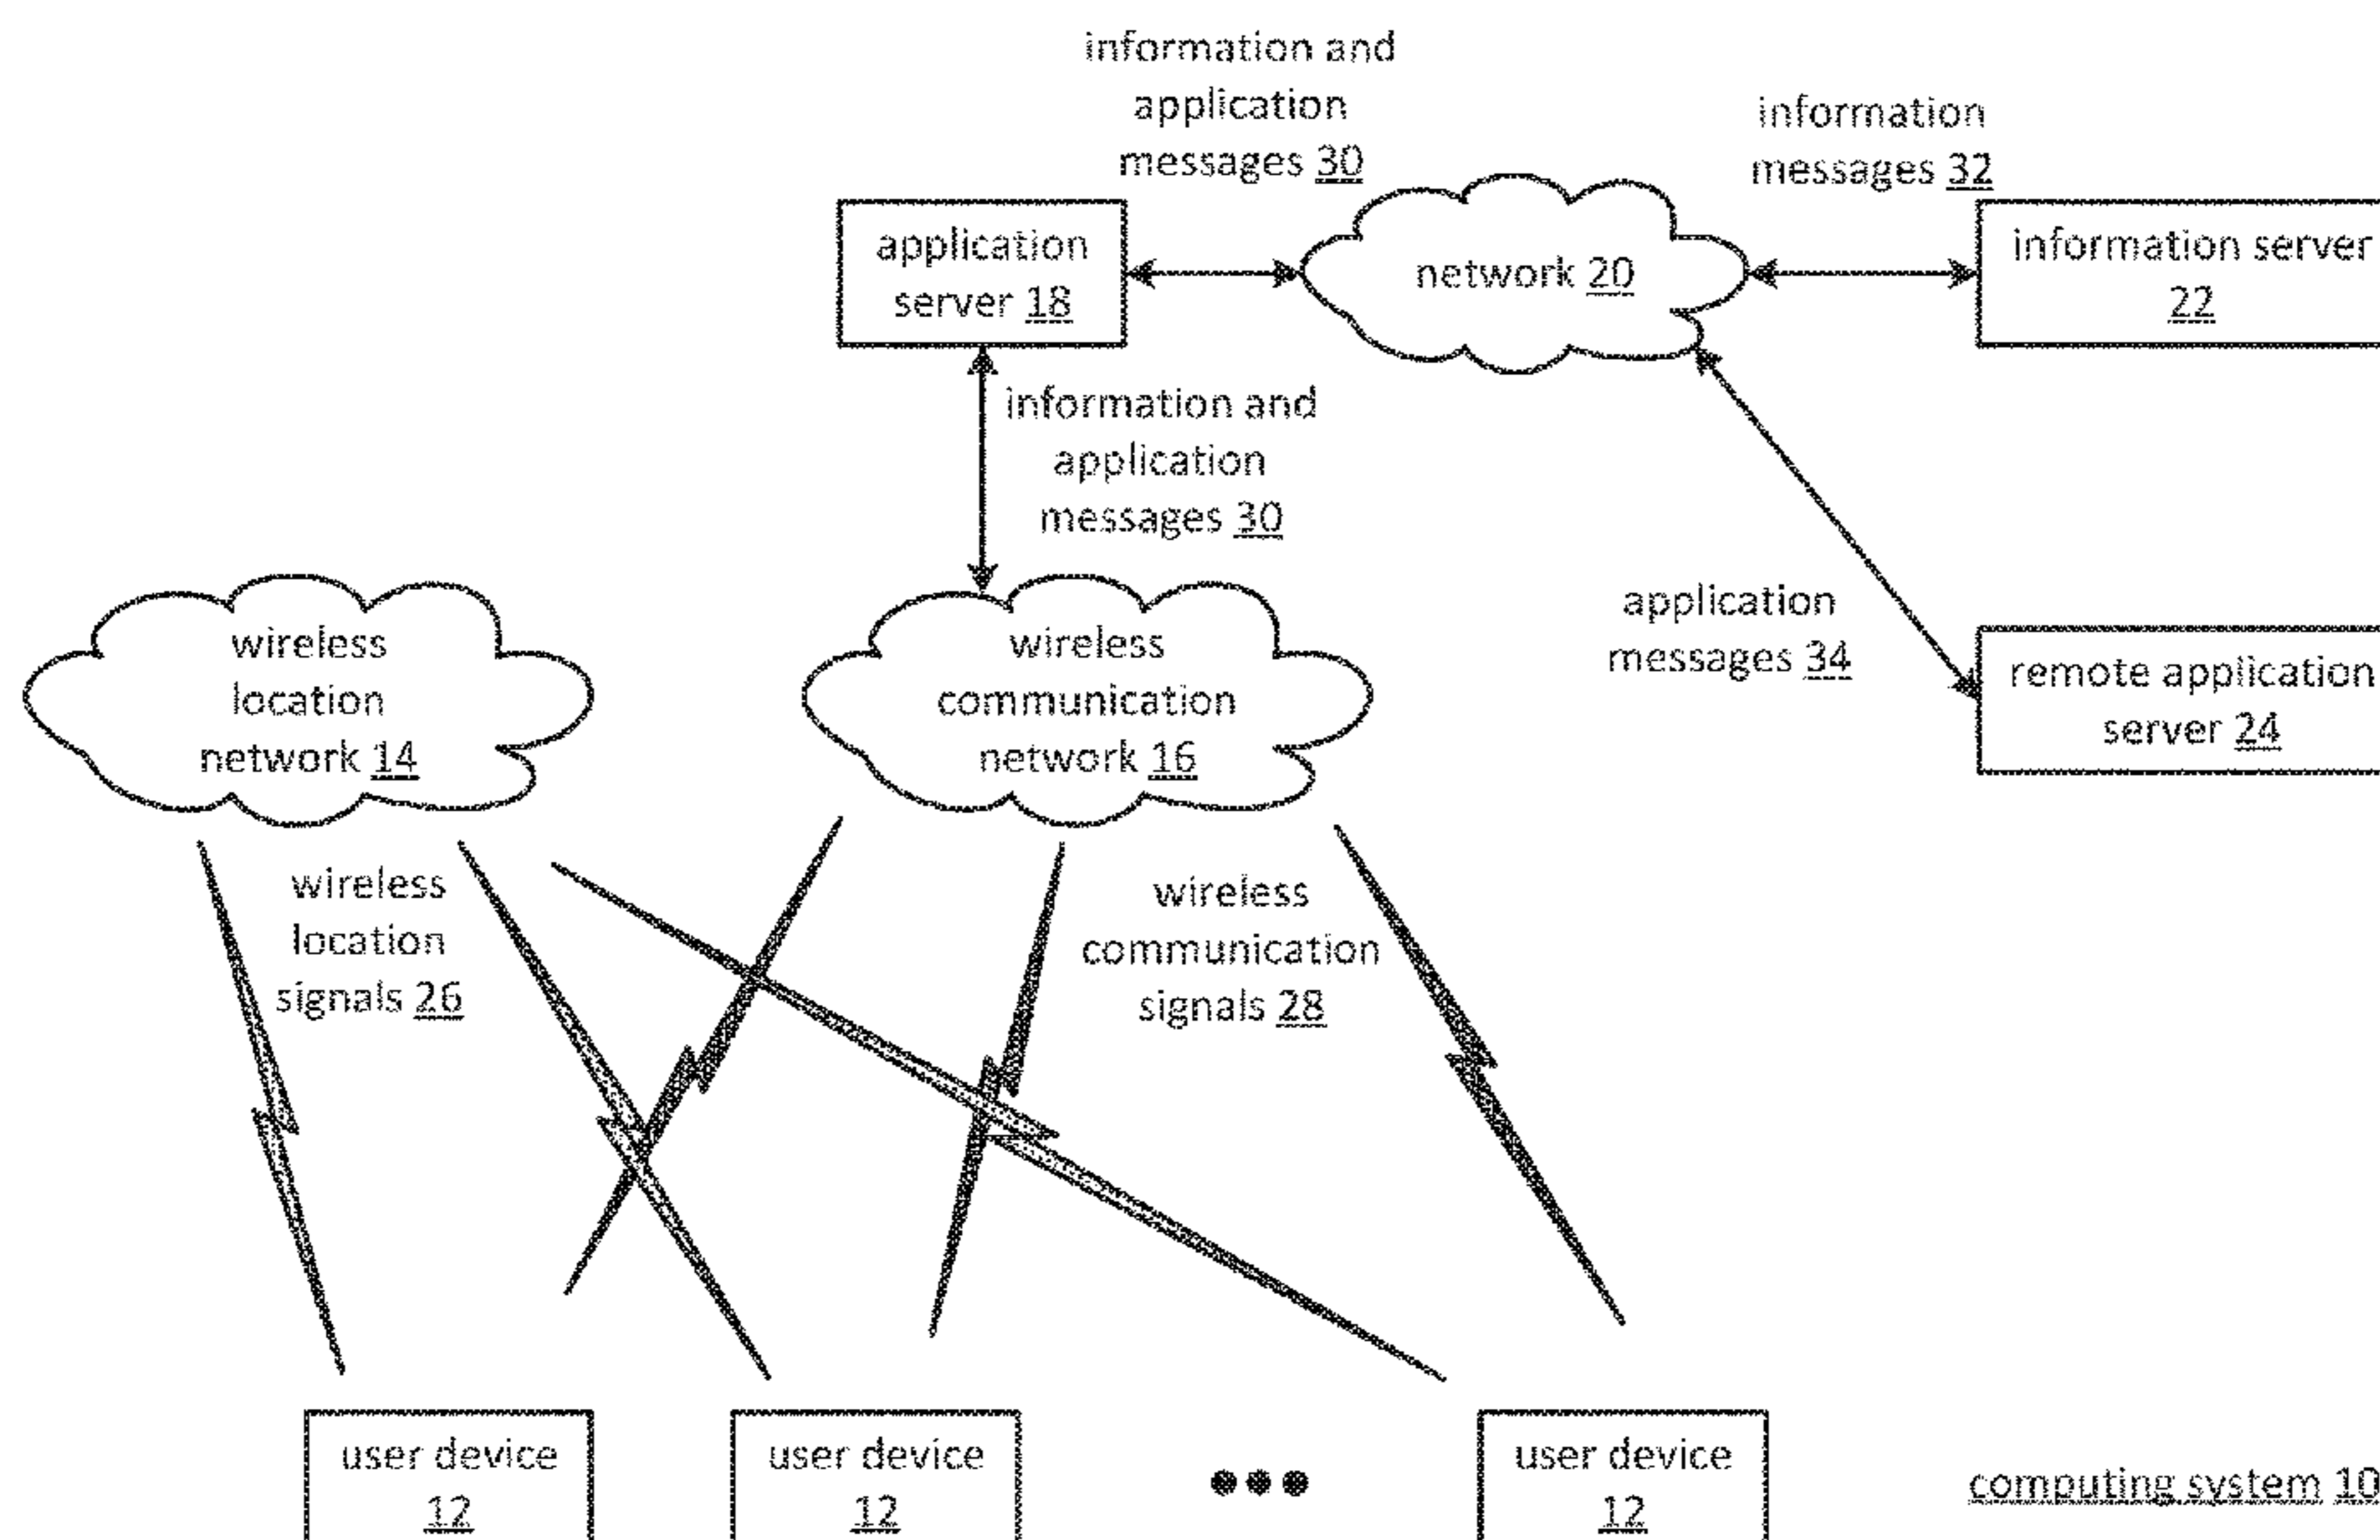 information and
application
messages 30
information
messages 32
application
server 18
network 20
information server
22
information and
application
messages 30
application
messages 34
remote application
server 24
wireless
location
network 14
wireless
communication
network 16
wireless
location
signals 26
wireless
communication
signals 28
user device
12
user device
12
user device
12
computing system 10